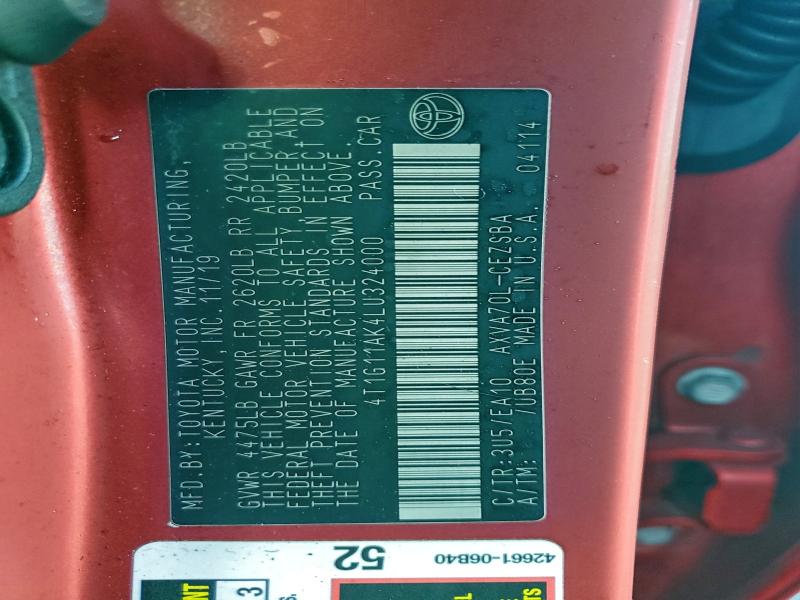 MFD. BY: TOYOTA MOTOR MANUFACTURING,
KENTUCKY, INC. 11/19
GVWR 4475LB GAWR FR 2620LB RR 2420LB
THIS VEHICLE CONFORMS TO ALL APPLICABLE
FEDERAL MOTOR VEHICLE SAFETY, BUMPER AND
THEFT PREVENTION STANDARDS IN EFFECT ON
THE DATE OF MANUFACTURE SHOWN ABOVE.
4T1G11AK4LU324000 PASS. CAR
C/TR: 3U5/EA10 AXVA70L-CEZSBA
A/TM: /UB80E MADE IN U.S.A. 04114
52
42661-06B40
3